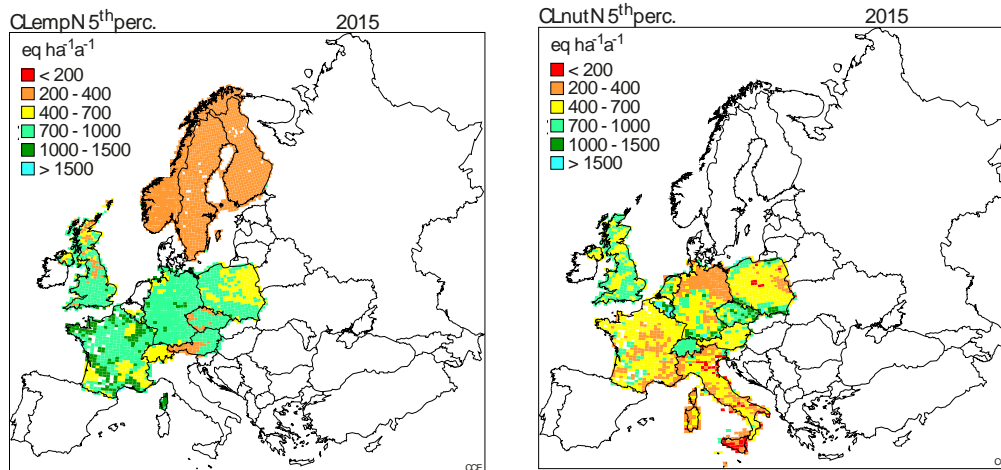 CLempN 5th perc. 2015
eq ha-1a-1
< 200
200 - 400
400 - 700
700 - 1000
1000 - 1500
> 1500
CCE
CLnutN 5th perc. 2015
eq ha-1a-1
< 200
200 - 400
400 - 700
700 - 1000
1000 - 1500
> 1500